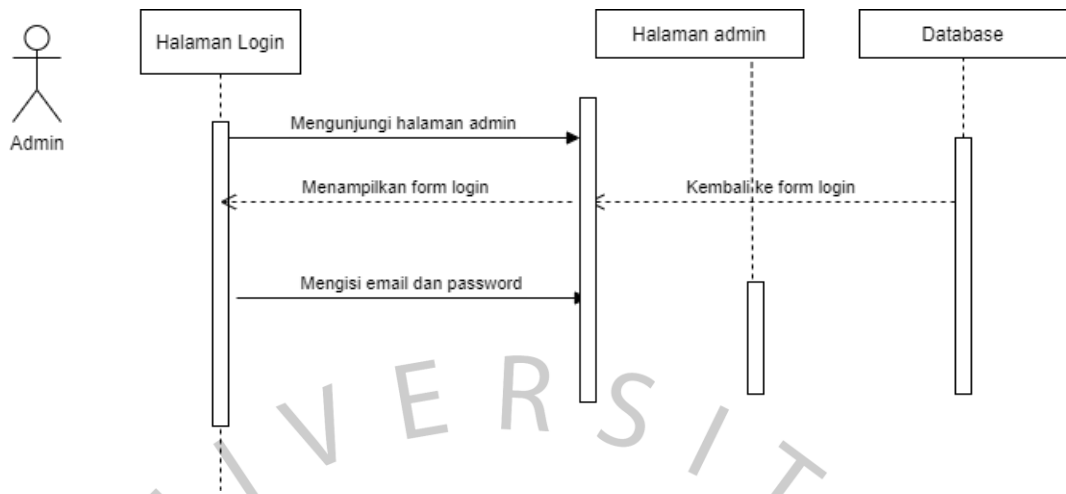 Halaman Login
Halaman admin
Database
Admin
Mengunjungi halaman admin
Menampilkan form login
Kembali ke form login
Mengisi email dan password
IVERSIT